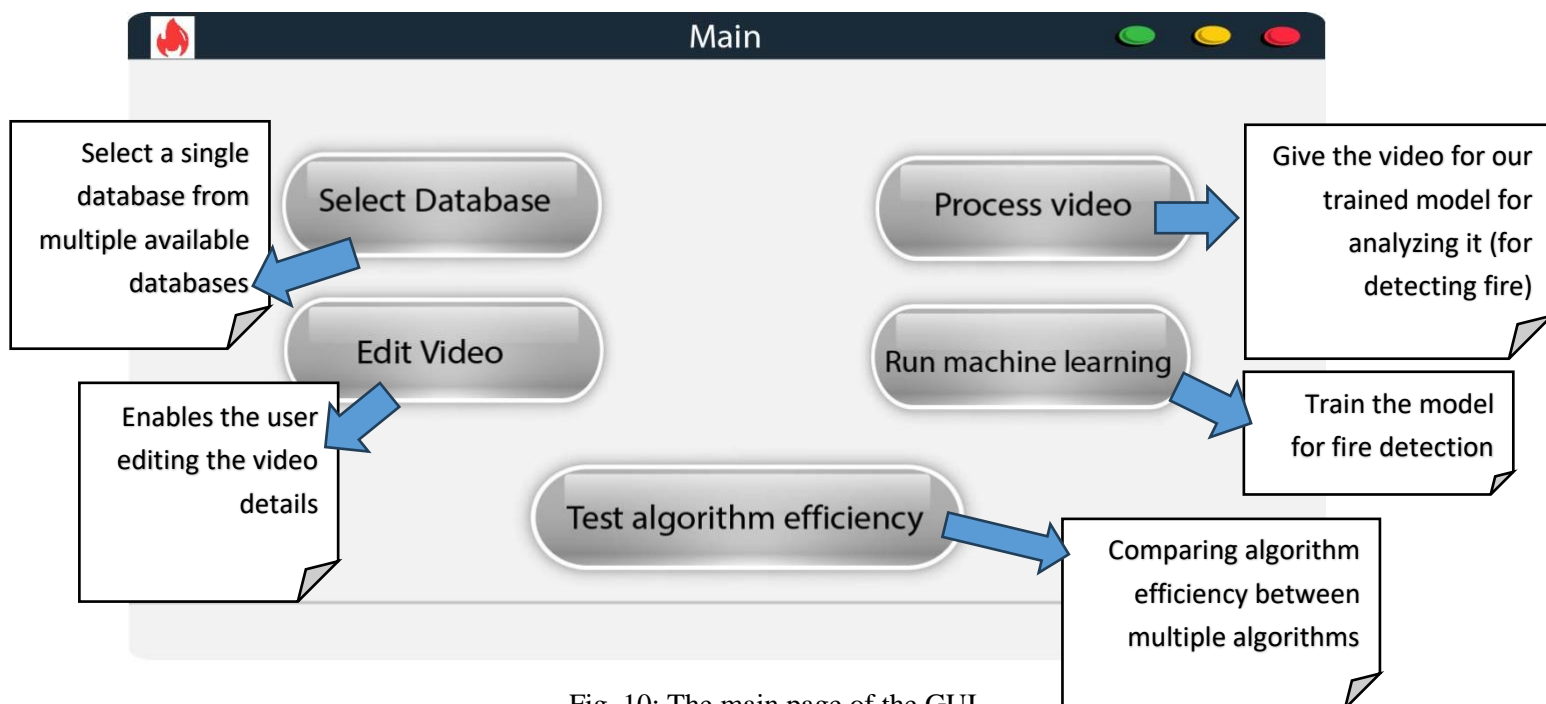 Main
Select a single
database from
multiple available
databases
Select Database
Process video
Give the video for our
trained model for
analyzing it (for
detecting fire)
Edit Video
Run machine learning
Enables the user
editing the video
details
Train the model
for fire detection
Test algorithm efficiency
Comparing algorithm
efficiency between
multiple algorithms
Fig. 10: The main page of the GUI